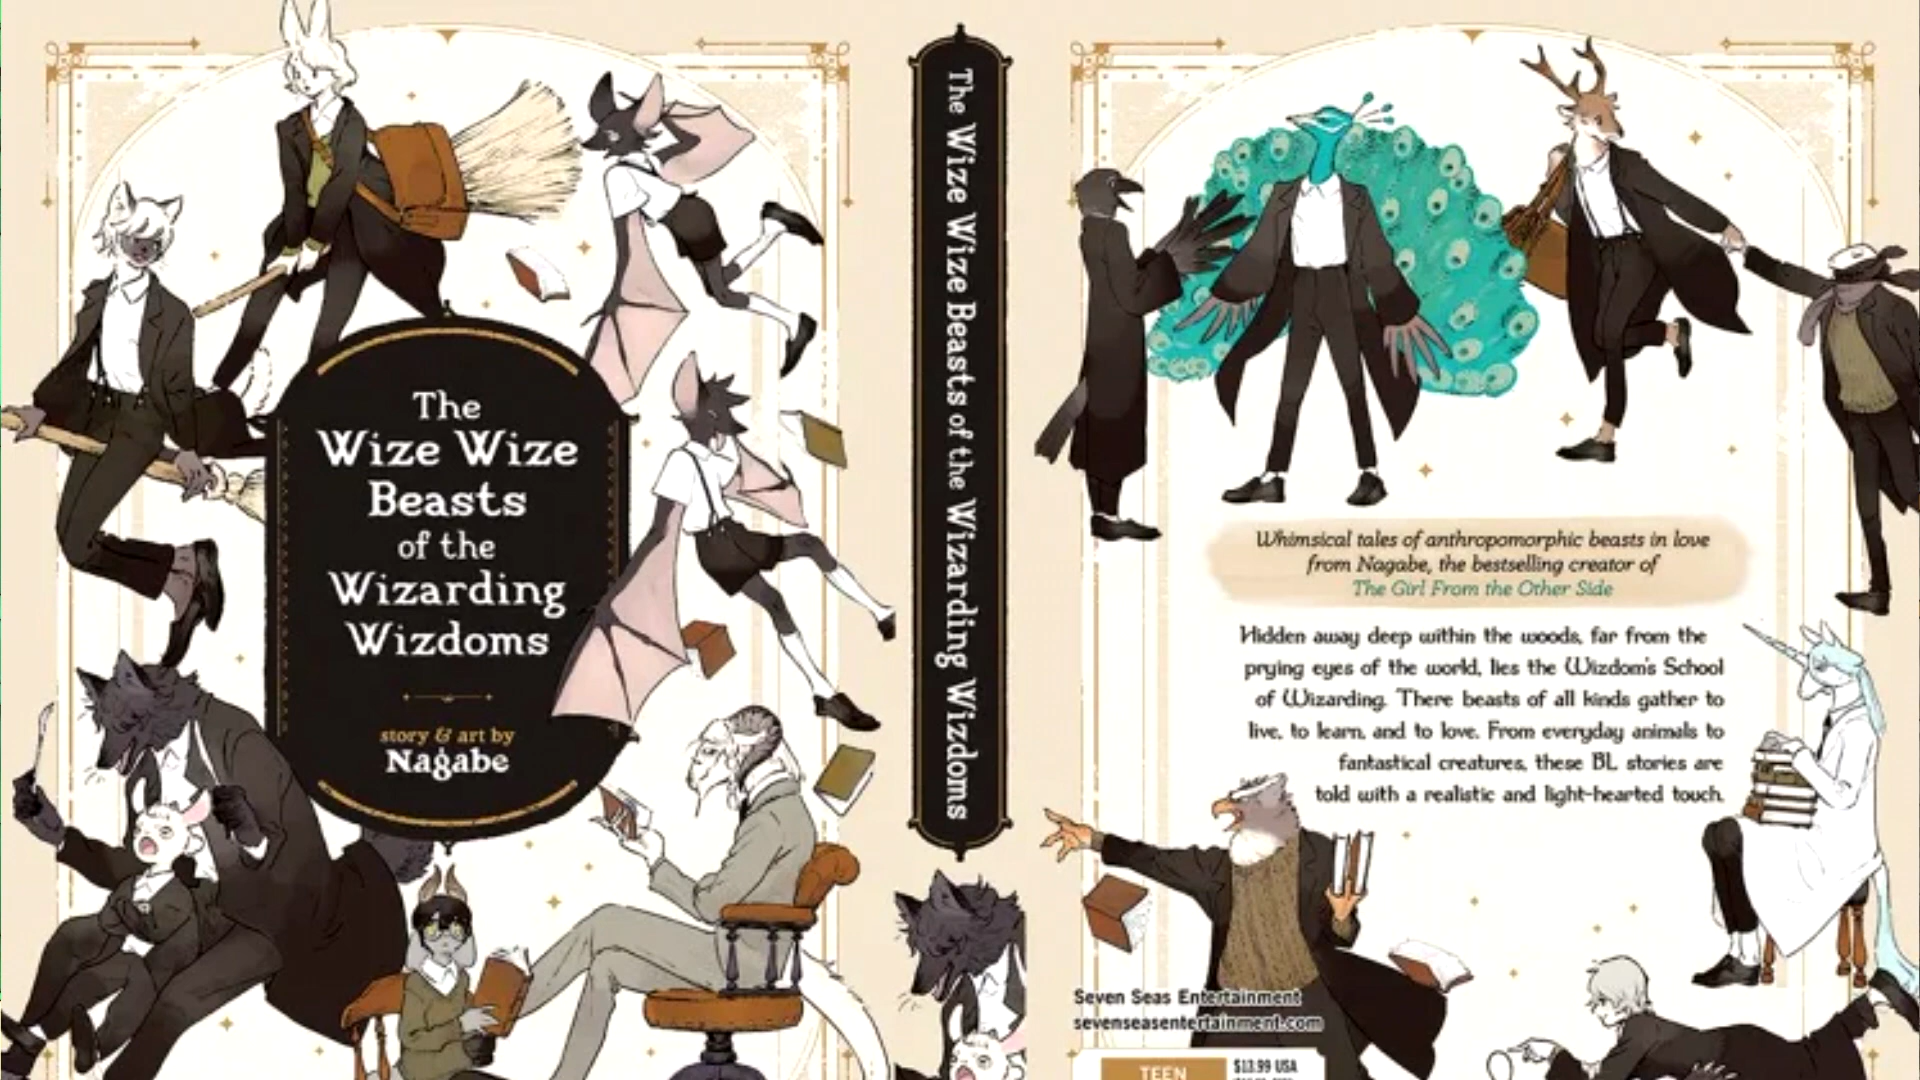 The
Wize Wize
Beasts
of the
Wizarding
Wizdoms
story & art by
Nagabe
The Wize Wize Beasts of the Wizarding Wizdoms
Whimsical tales of anthropomorphic beasts in love
from Nagabe, the bestselling creator of
The Girl From the Other Side
Hidden away deep within the woods, far from the
prying eyes of the world, lies the Wizdom's School
of Wizarding. There beasts of all kinds gather to
live, to learn, and to love. From everyday animals to
fantastical creatures, these BL stories are
told with a realistic and light-hearted touch.
Seven Seas Entertainment
sevenseasentertainment.com
TEEN
$13.99 USA